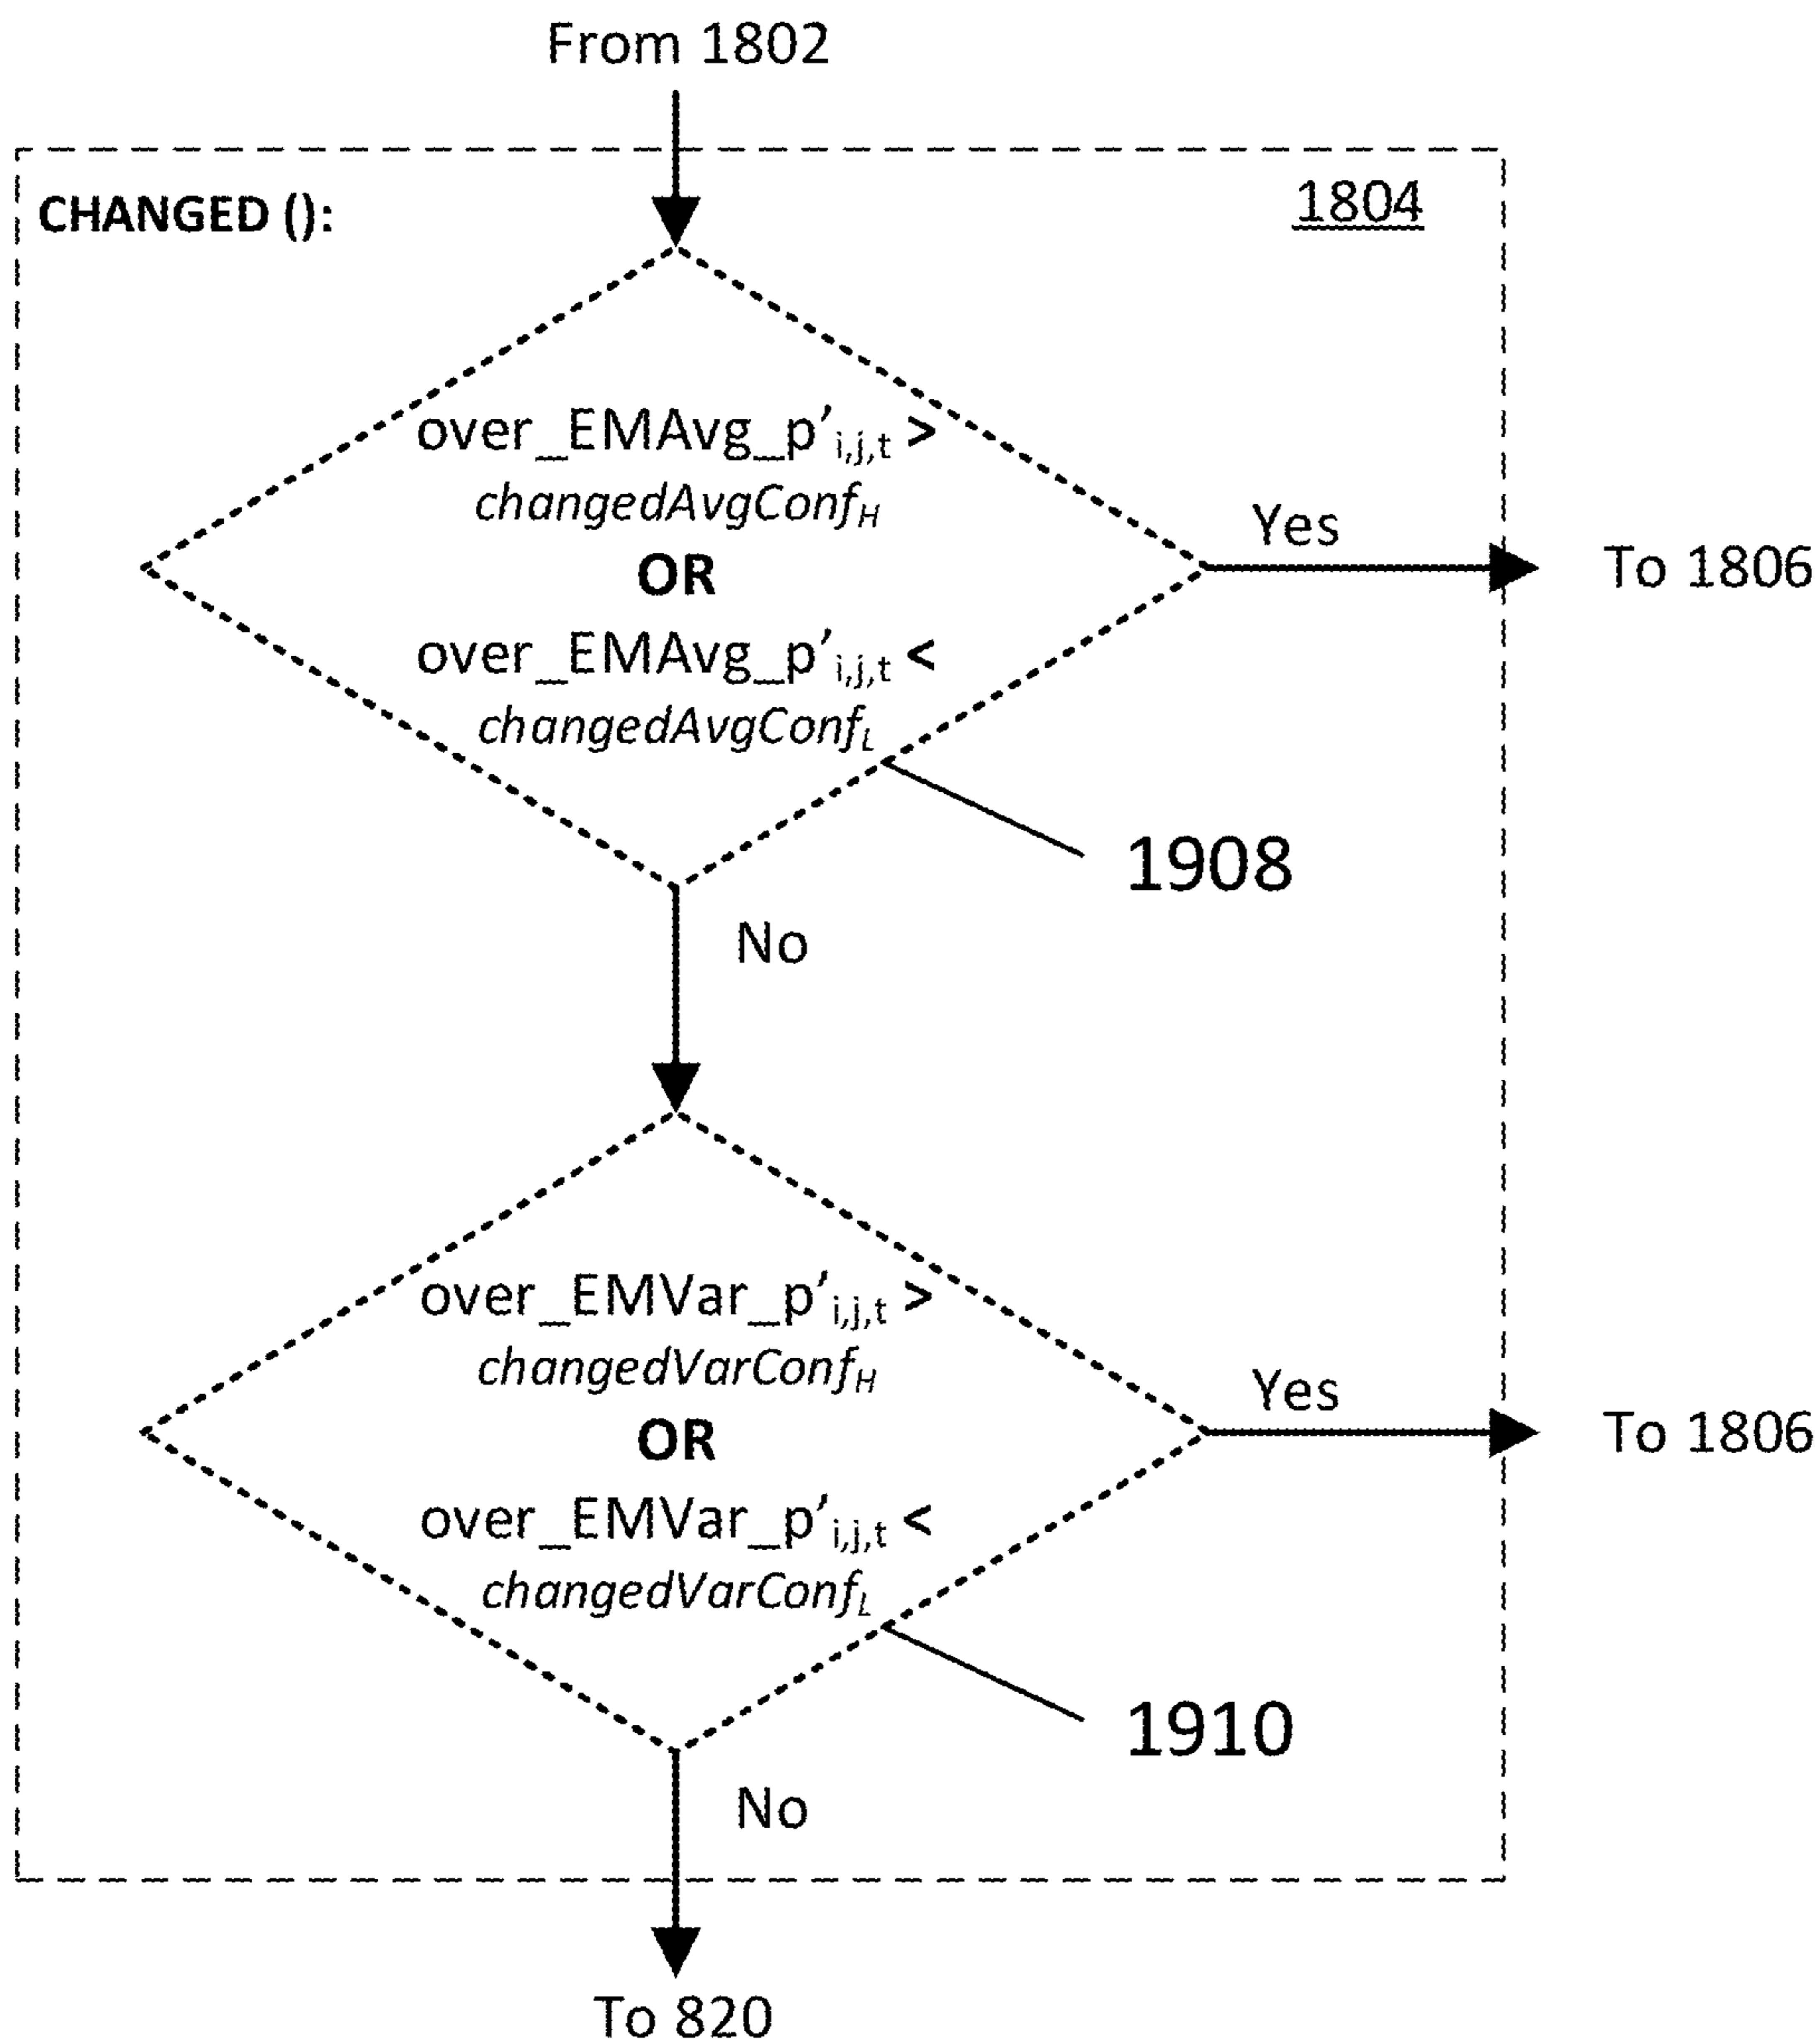 From 1802
CHANGED ():
1804
over_EMAvg_p’i,j,t >
changedAvgConfH
OR
over_EMAvg_p’i,j,t <
changedAvgConfL
Yes
To 1806
1908
No
over_EMVar_p’i,j,t >
changedVarConfH
OR
over_EMVar_p’i,j,t <
changedVarConfL
Yes
To 1806
1910
No
To 820